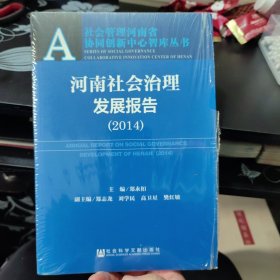 A
社会管理河南省
协同创新中心智库丛书
SERIES OF SOCIAL GOVERNANCE
COLLABORATIVE INNOVATION CENTER OF HENAN
河南社会治理
发展报告
(2014)
ANNUAL REPORT ON SOCIAL GOVERNANCE
DEVELOPMENT OF HENAN (2014)
主 编/郑永扣
副主编/郑志龙 刘学民 高卫星 樊红敏
社会科学文献出版社